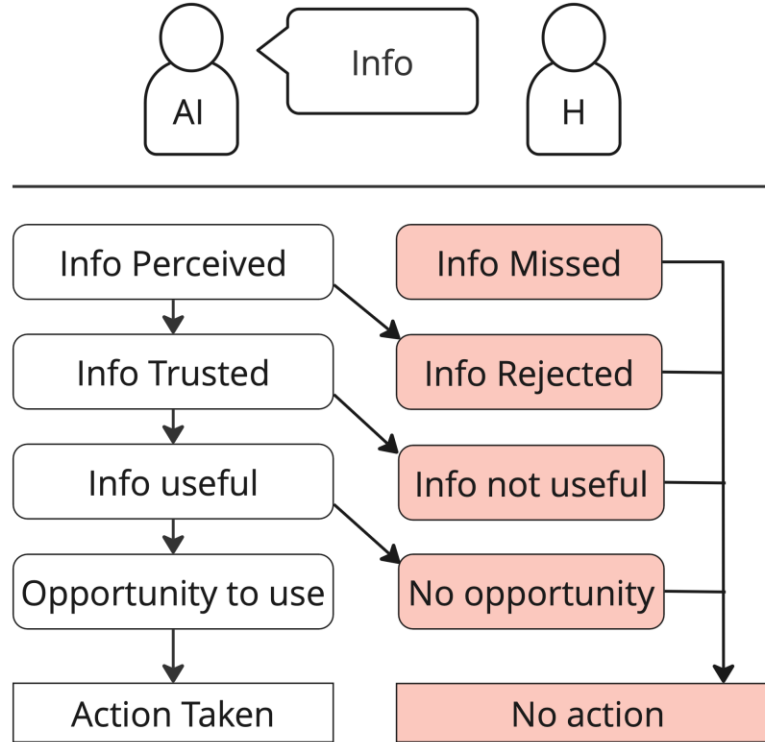 AI
Info
H
Info Perceived
Info Missed
Info Trusted
Info Rejected
Info useful
Info not useful
Opportunity to use
No opportunity
Action Taken
No action